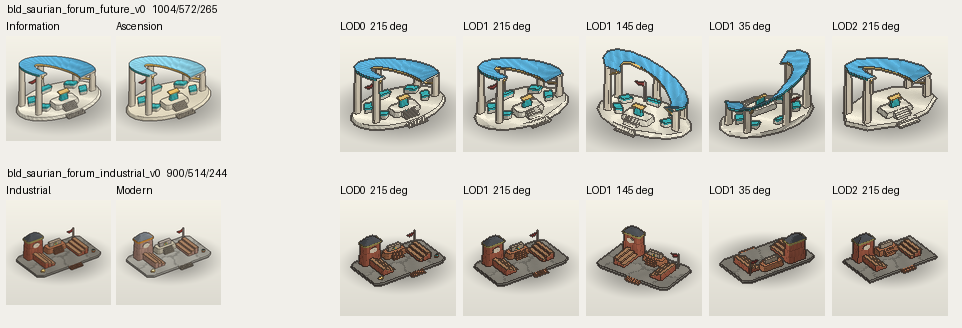 bld_saurian_forum_future_v0 1004/572/265
Information Ascension LOD0 215 deg LOD1 215 deg LOD1 145 deg LOD1 35 deg LOD2 215 deg
bld_saurian_forum_industrial_v0 900/514/244
Industrial Modern LOD0 215 deg LOD1 215 deg LOD1 145 deg LOD1 35 deg LOD2 215 deg